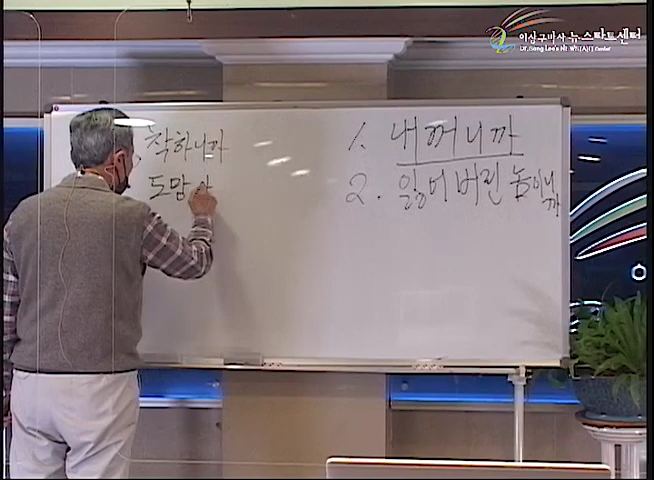 이상구박사 뉴스타트센터
착하니까
도망
1. 내꺼니까
2. 잃어버린 놈이니까